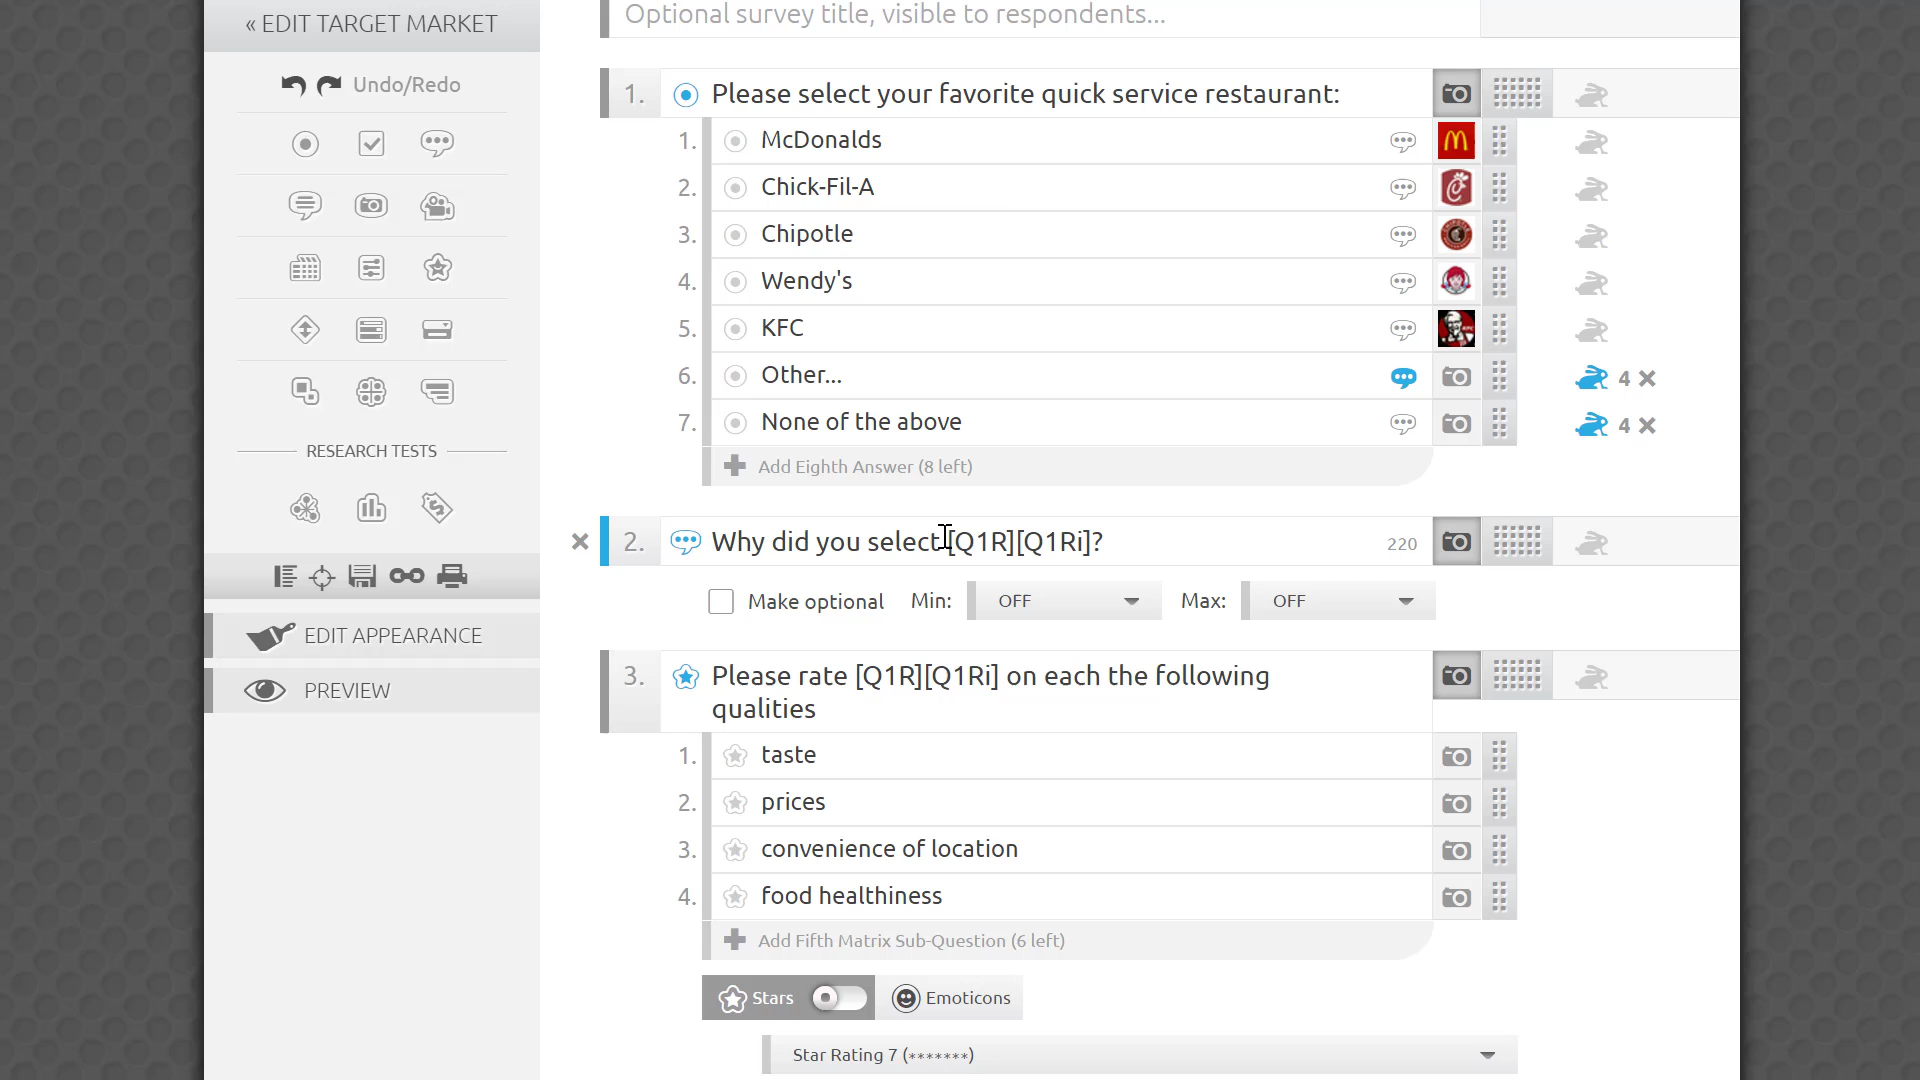 « EDIT TARGET MARKET
Optional survey title, visible to respondents...
Undo/Redo
1. Please select your favorite quick service restaurant:
1. McDonalds
2. Chick-Fil-A
3. Chipotle
4. Wendy's
5. KFC
KFC
6. Other...
4
7. None of the above
4
Add Eighth Answer (8 left)
RESEARCH TESTS
2. Why did you select [Q1R][Q1Ri]?
220
Make optional Min: OFF Max: OFF
EDIT APPEARANCE
PREVIEW
3. Please rate [Q1R][Q1Ri] on each the following
qualities
1. taste
2. prices
3. convenience of location
4. food healthiness
Add Fifth Matrix Sub-Question (6 left)
Stars Emoticons
Star Rating 7 (*******)